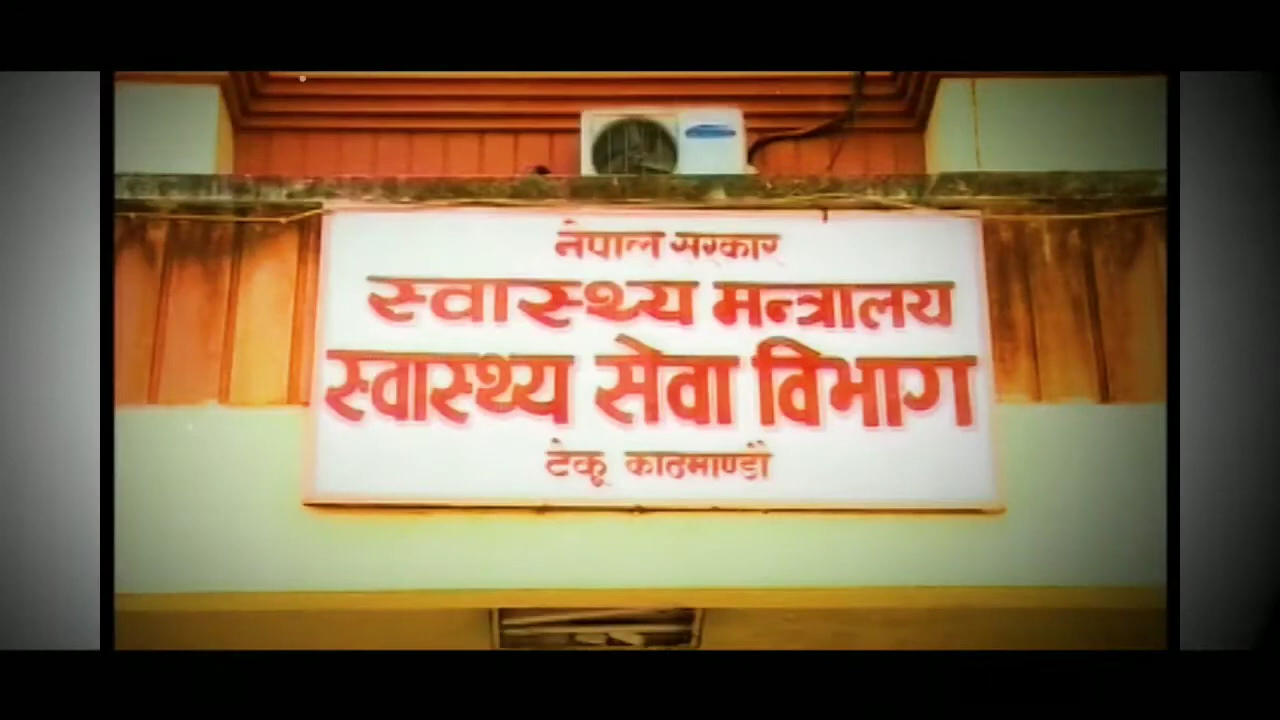 नेपाल सरकार
स्वास्थ्य मन्त्रालय
स्वास्थ्य सेवा विभाग
टेकू काठमाण्डौ